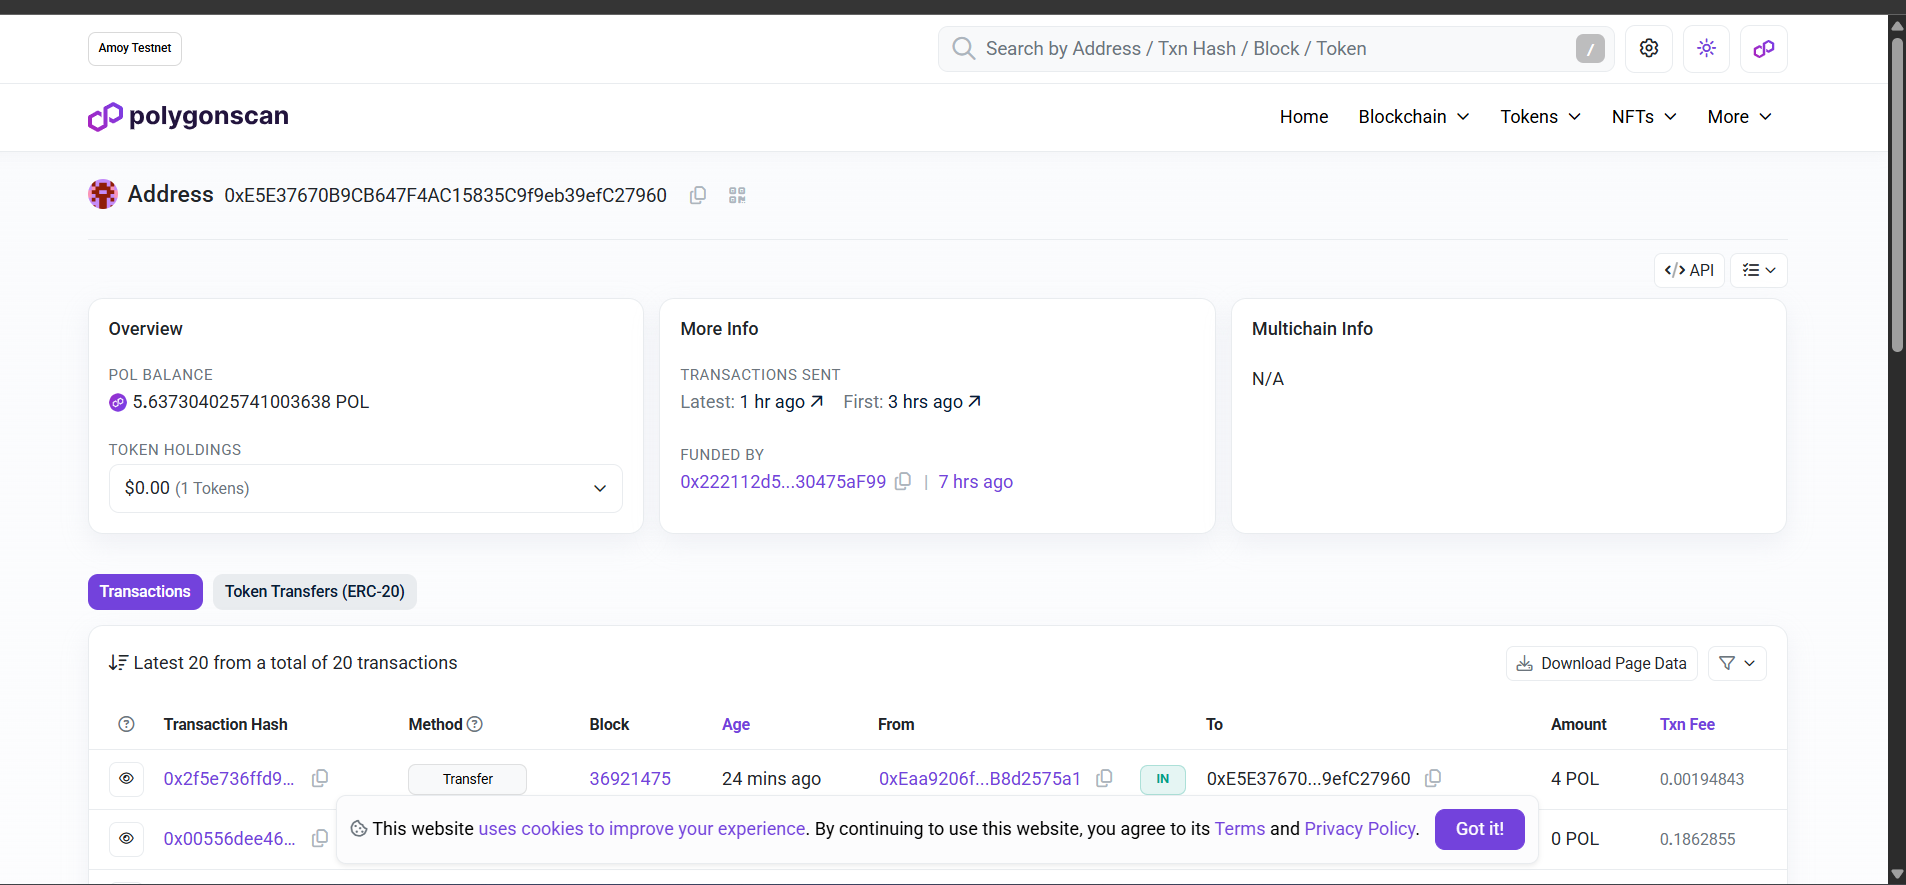 Amoy Testnet
Search by Address / Txn Hash / Block / Token /
polygonscan
Home Blockchain Tokens NFTs More
Address 0xE5E37670B9CB647F4AC15835C9f9eb39efC27960
</> API
Overview
POL BALANCE
5.637304025741003638 POL
TOKEN HOLDINGS
$0.00 (1 Tokens)
More Info
TRANSACTIONS SENT
Latest: 1 hr ago First: 3 hrs ago
FUNDED BY
0x222112d5...30475aF99 | 7 hrs ago
Multichain Info
N/A
Transactions Token Transfers (ERC-20)
Latest 20 from a total of 20 transactions
Download Page Data
Transaction Hash Method Block Age From To Amount Txn Fee
0x2f5e736ffd9... Transfer 36921475 24 mins ago 0xEaa9206f...B8d2575a1 IN 0xE5E37670...9efC27960 4 POL 0.00194843
0x00556dee46... 0 POL 0.1862855
This website uses cookies to improve your experience. By continuing to use this website, you agree to its Terms and Privacy Policy. Got it!